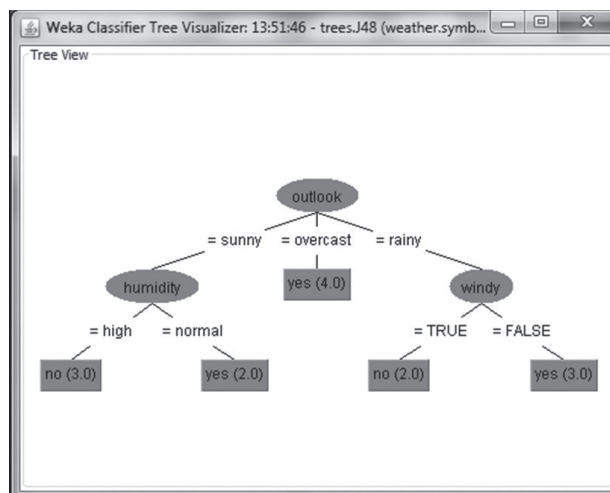 Weka Classifier Tree Visualizer: 13:51:46 - trees.J48 (weather.symb...
Tree View
outlook
= sunny = overcast = rainy
humidity yes (4.0) windy
= high = normal = TRUE = FALSE
no (3.0) yes (2.0) no (2.0) yes (3.0)